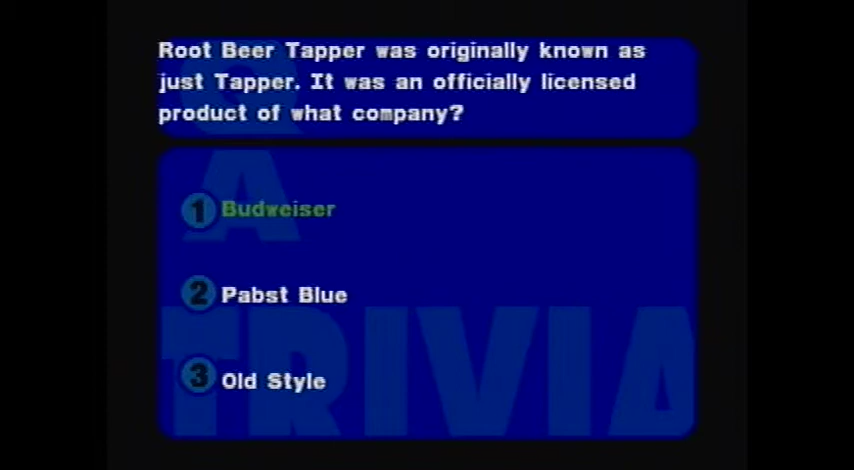 Root Beer Tapper was originally known as
just Tapper. It was an officially licensed
product of what company?
Q
A
1 Budweiser
2 Pabst Blue
3 Old Style
TRIVIA